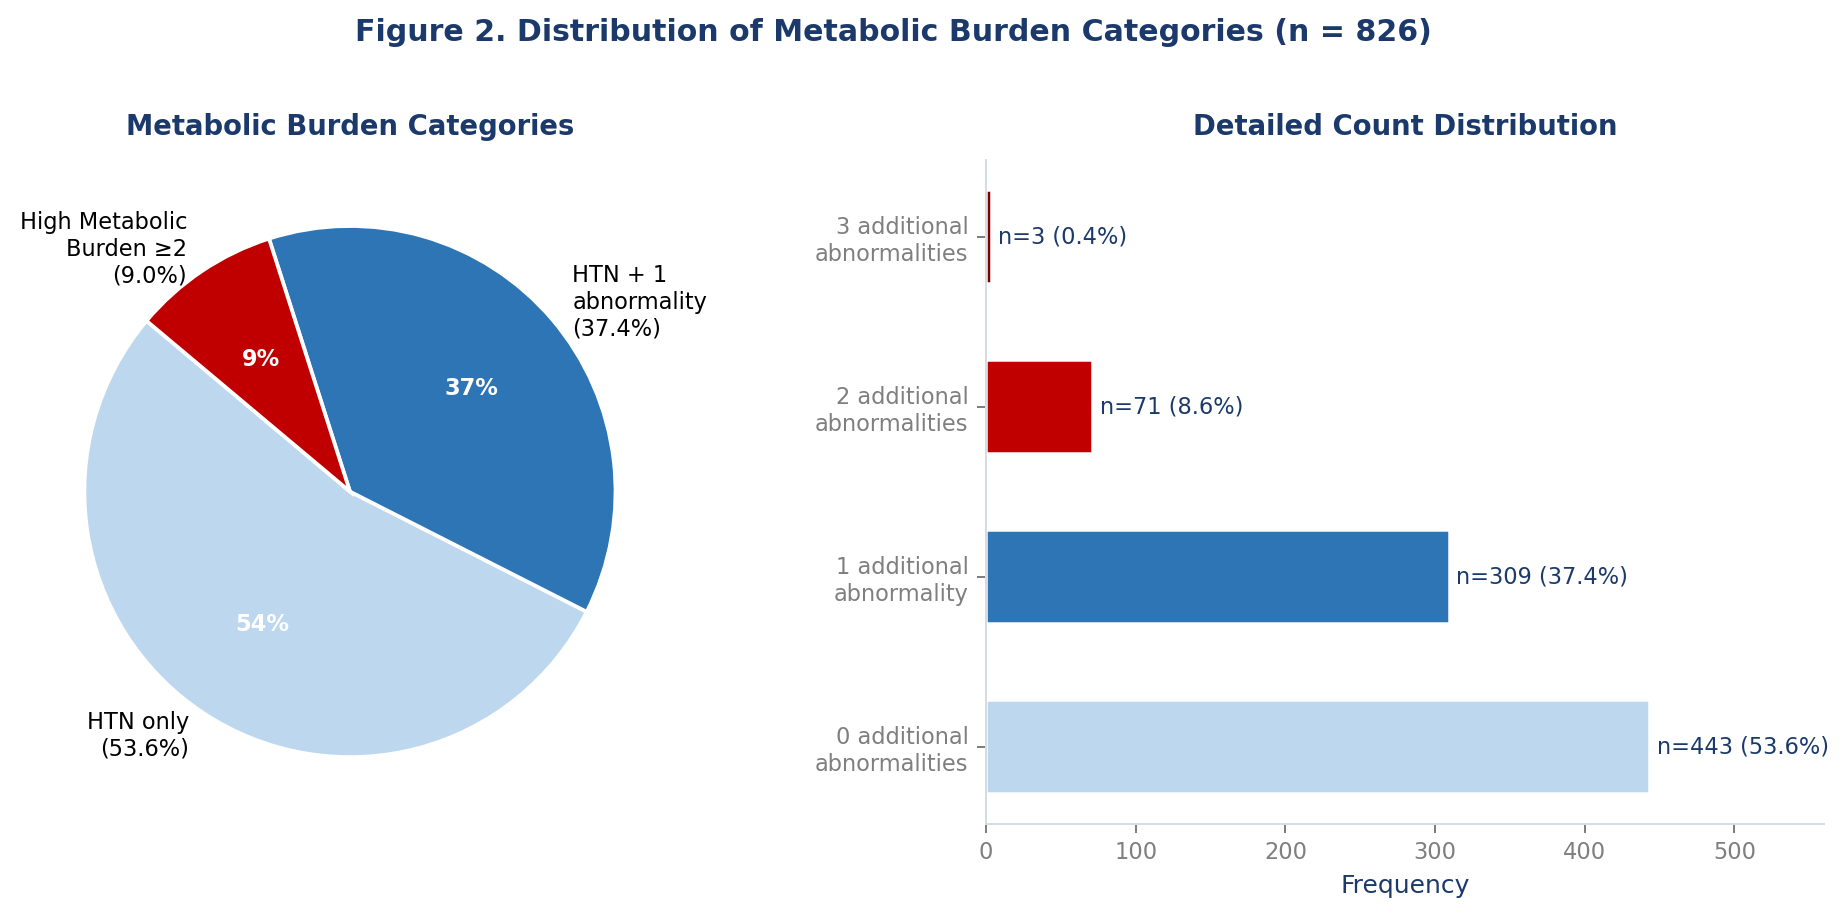 Figure 2. Distribution of Metabolic Burden Categories (n = 826)
Metabolic Burden Categories
High Metabolic
Burden ≥2
(9.0%)
HTN + 1
abnormality
(37.4%)
9%
37%
54%
HTN only
(53.6%)
Detailed Count Distribution
3 additional
abnormalities
n=3 (0.4%)
2 additional
abnormalities
n=71 (8.6%)
1 additional
abnormality
n=309 (37.4%)
0 additional
abnormalities
n=443 (53.6%)
0 100 200 300 400 500
Frequency